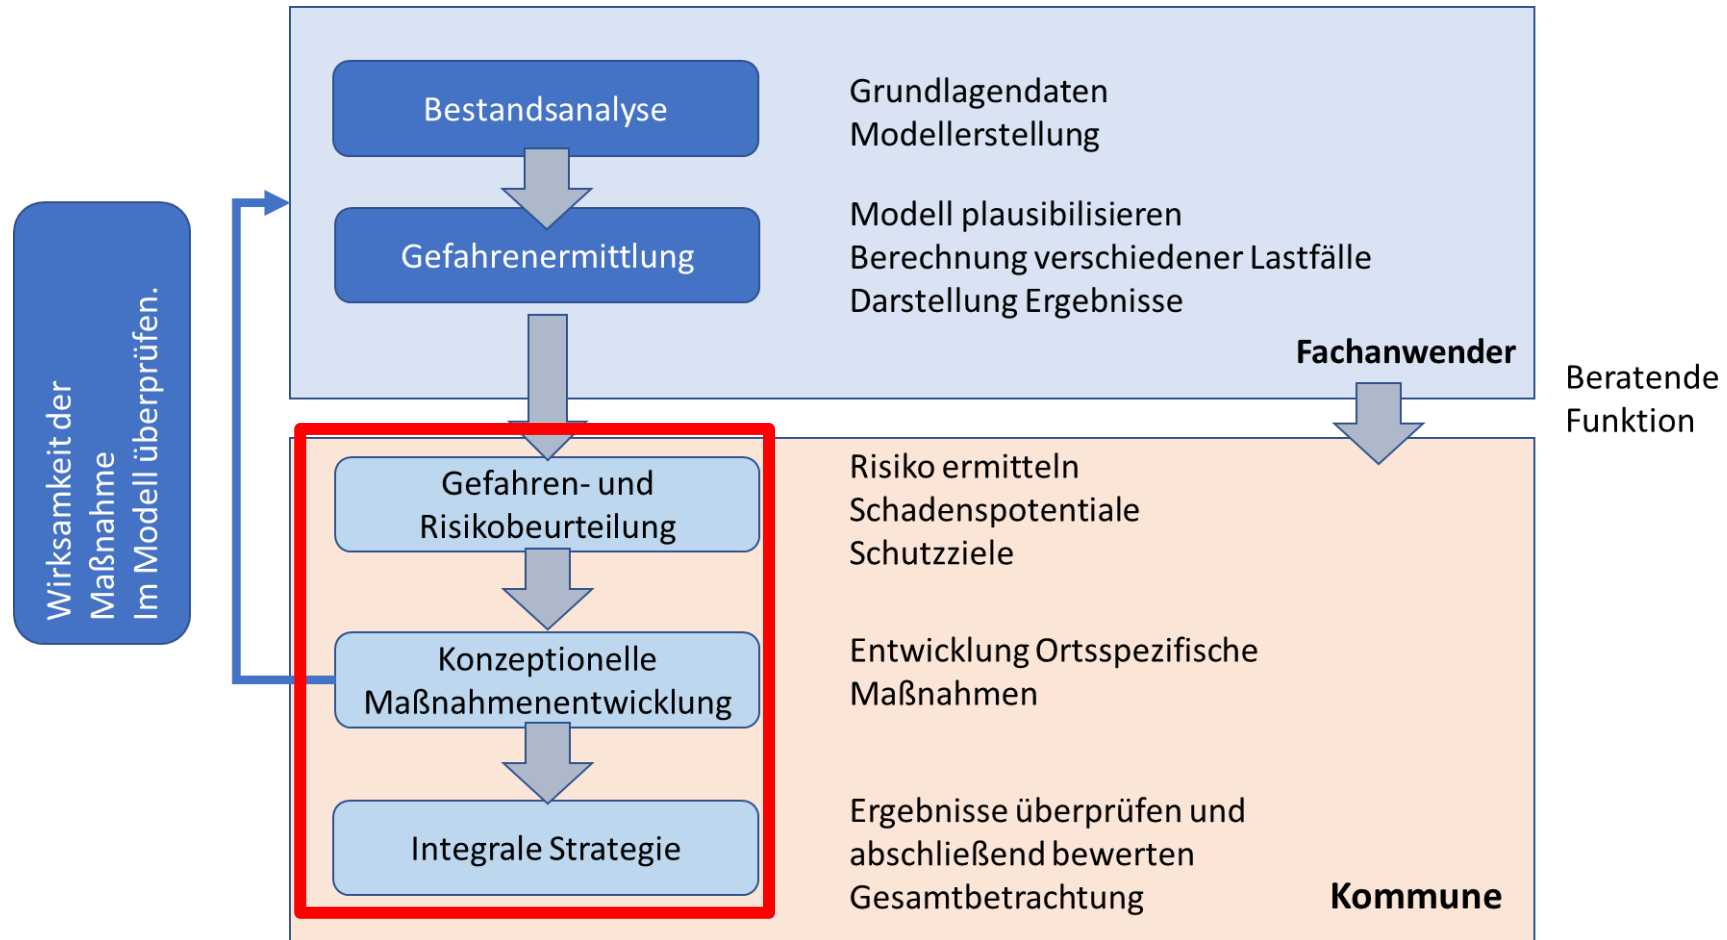 Bestandsanalyse
Grundlagendaten
Modellerstellung
Gefahrenermittlung
Modell plausibilisieren
Berechnung verschiedener Lastfälle
Darstellung Ergebnisse
Fachanwender
Beratende
Funktion
Wirksamkeit der
Maßnahme
Im Modell überprüfen.
Gefahren- und
Risikobeurteilung
Risiko ermitteln
Schadenspotentiale
Schutzziele
Konzeptionelle
Maßnahmenentwicklung
Entwicklung Ortsspezifische
Maßnahmen
Integrale Strategie
Ergebnisse überprüfen und
abschließend bewerten
Gesamtbetrachtung
Kommune